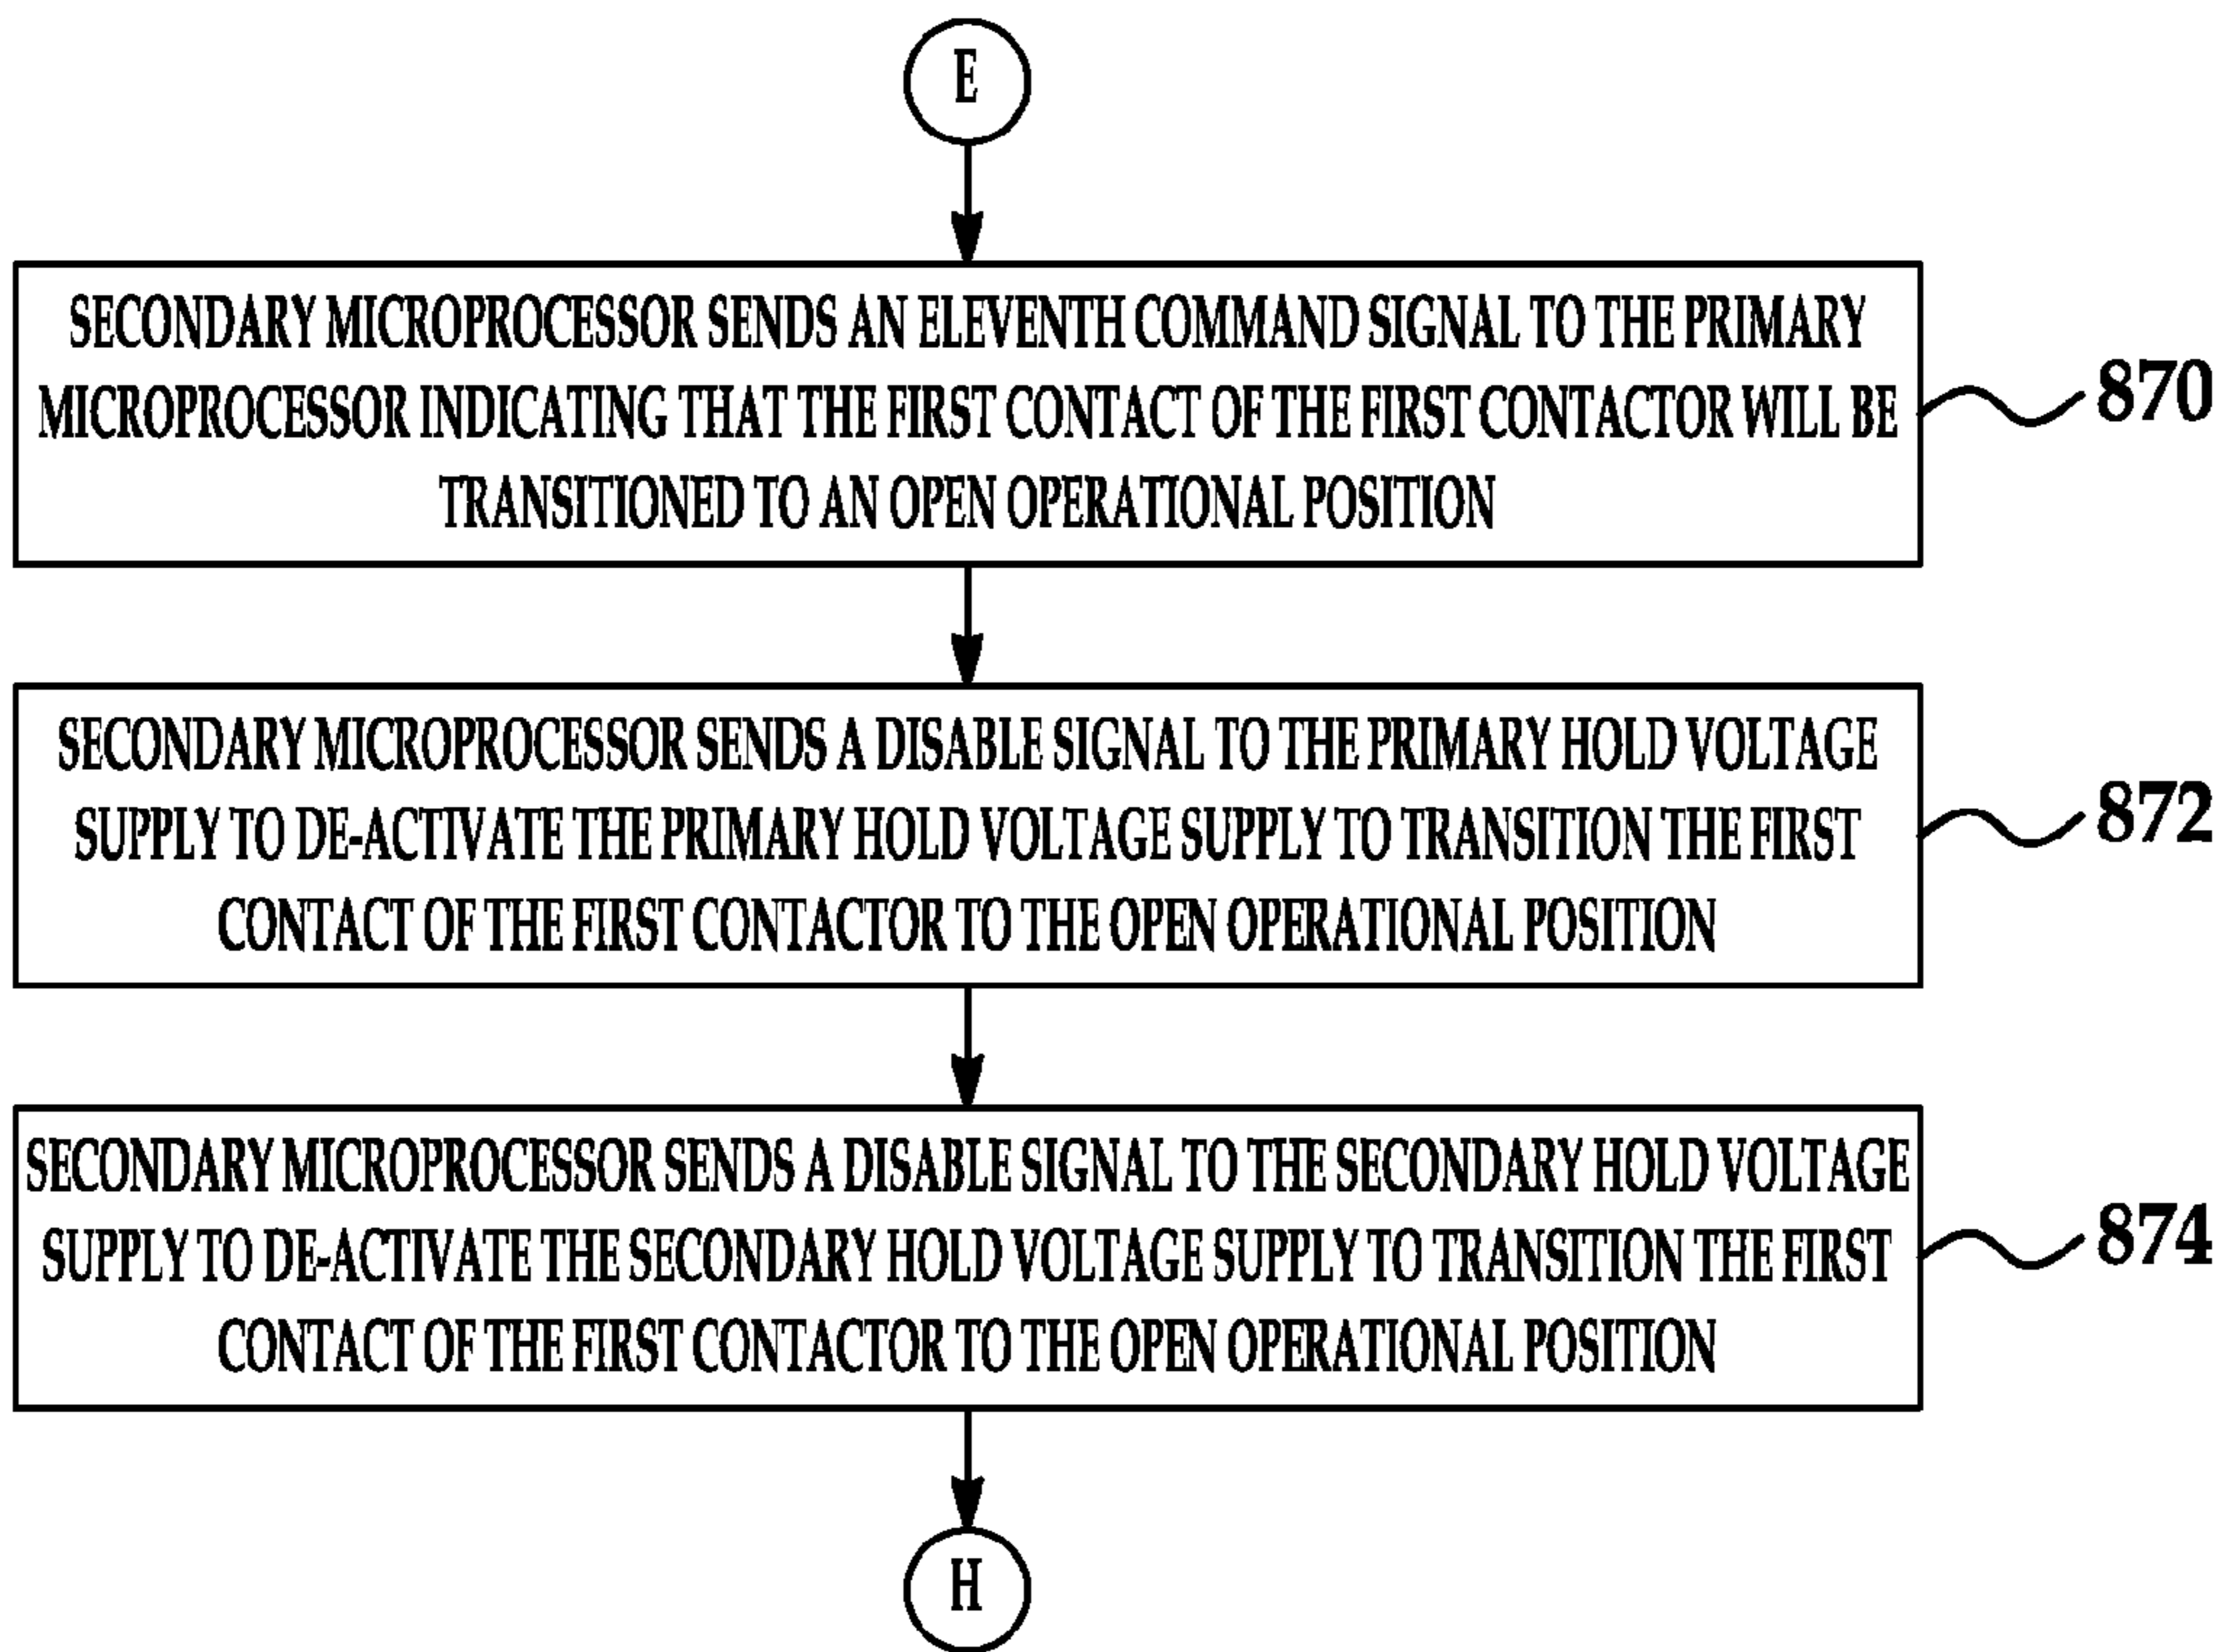 E
SECONDARY MICROPROCESSOR SENDS AN ELEVENTH COMMAND SIGNAL TO THE PRIMARY
MICROPROCESSOR INDICATING THAT THE FIRST CONTACT OF THE FIRST CONTACTOR WILL BE
TRANSITIONED TO AN OPEN OPERATIONAL POSITION
870
SECONDARY MICROPROCESSOR SENDS A DISABLE SIGNAL TO THE PRIMARY HOLD VOLTAGE
SUPPLY TO DE-ACTIVATE THE PRIMARY HOLD VOLTAGE SUPPLY TO TRANSITION THE FIRST
CONTACT OF THE FIRST CONTACTOR TO THE OPEN OPERATIONAL POSITION
872
SECONDARY MICROPROCESSOR SENDS A DISABLE SIGNAL TO THE SECONDARY HOLD VOLTAGE
SUPPLY TO DE-ACTIVATE THE SECONDARY HOLD VOLTAGE SUPPLY TO TRANSITION THE FIRST
CONTACT OF THE FIRST CONTACTOR TO THE OPEN OPERATIONAL POSITION
874
H